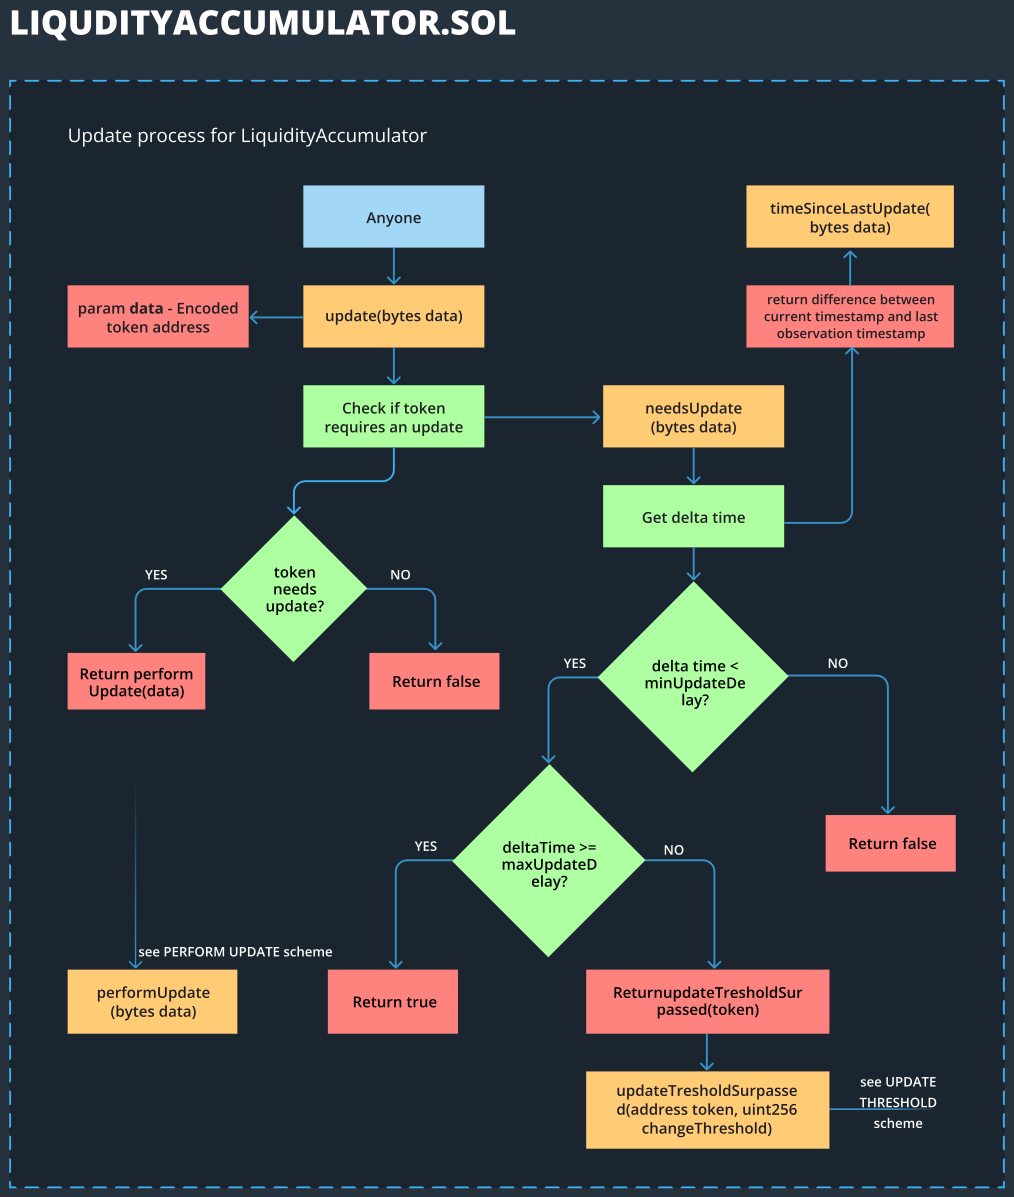 LIQUDITYACCUMULATOR.SOL
Update process for LiquidityAccumulator
Anyone
timeSinceLastUpdate(
bytes data)
param data - Encoded
token address
update(bytes data)
return difference between
current timestamp and last
observation timestamp
Check if token
requires an update
needsUpdate
(bytes data)
Get delta time
token
needs
update?
YES
NO
Return perform
Update(data)
Return false
delta time <
minUpdateDe
lay?
YES
NO
Return false
deltaTime >=
maxUpdateD
elay?
YES
NO
see PERFORM UPDATE scheme
performUpdate
(bytes data)
Return true
ReturnupdateTresholdSur
passed(token)
updateTresholdSurpasse
d(address token, uint256
changeThreshold)
see UPDATE
THRESHOLD
scheme